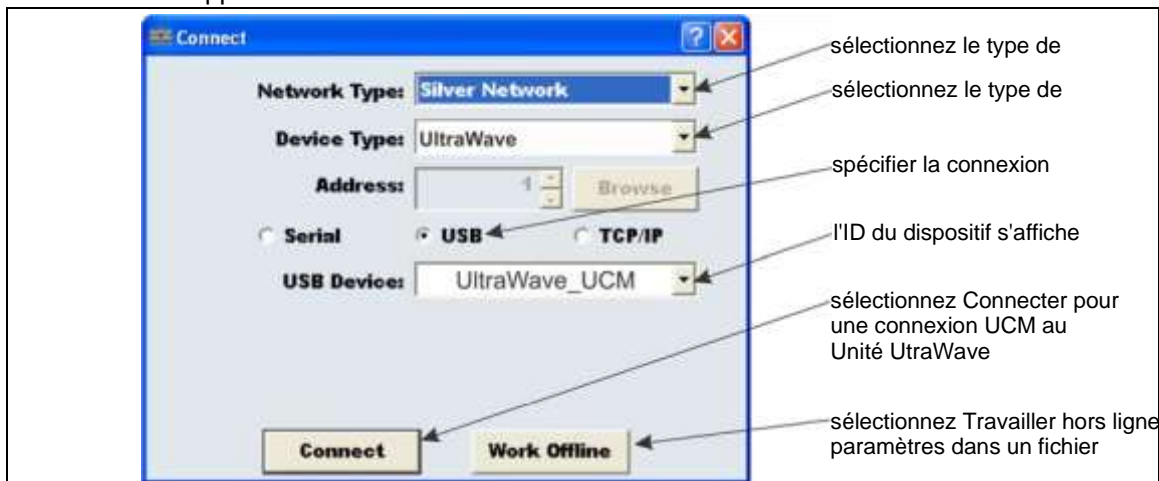 Connect
Network Type: Silver Network
sélectionnez le type de
Device Type: UltraWave
sélectionnez le type de
Address: 1 Browse
spécifier la connexion
Serial USB TCP/IP
l'ID du dispositif s'affiche
USB Device: UltraWave_UCM
sélectionnez Connecter pour
une connexion UCM au
Unité UtraWave
Connect Work Offline
sélectionnez Travailler hors ligne
paramètres dans un fichier